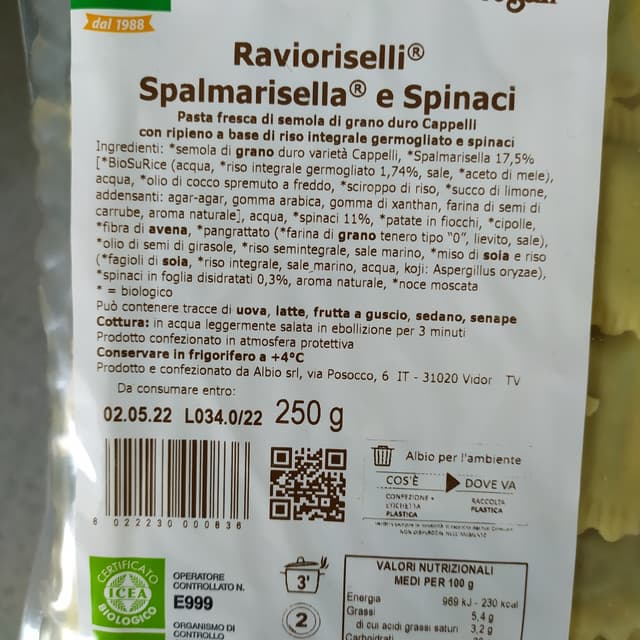 dal 1988
Ravioriselli®
Spalmarisella® e Spinaci
Pasta fresca di semola di grano duro Cappelli
con ripieno a base di riso integrale germogliato e spinaci
Ingredienti: *semola di grano duro varietà Cappelli, *Spalmarisella 17,5%
[*BioSuRice (acqua, *riso integrale germogliato 1,74%, sale, *aceto di mele),
acqua, *olio di cocco spremuto a freddo, *sciroppo di riso, *succo di limone,
addensanti: agar-agar, gomma arabica, gomma di xanthan, farina di semi di
carrube, aroma naturale], acqua, *spinaci 11%, *patate in fiocchi, *cipolle,
*fibra di avena, *pangrattato (*farina di grano tenero tipo "0", lievito, sale),
*olio di semi di girasole, *riso semintegrale, sale marino, *miso di soia e riso
(*fagioli di soia, *riso integrale, sale marino, acqua, koji: Aspergillus oryzae),
*spinaci in foglia disidratati 0,3%, aroma naturale, *noce moscata
* = biologico
Può contenere tracce di uova, latte, frutta a guscio, sedano, senape
Cottura: in acqua leggermente salata in ebollizione per 3 minuti
Prodotto confezionato in atmosfera protettiva
Conservare in frigorifero a +4°C
Prodotto e confezionato da Albio srl, via Posocco, 6 IT - 31020 Vidor TV
Da consumare entro:
02.05.22 L034.0/22 250 g
8 022230 000836
Albio per l'ambiente
COS'È DOVE VA
CONFEZIONE +
ETICHETTA
PLASTICA
RACCOLTA
PLASTICA
CERTIFICATO
ICEA
BIOLOGICO
OPERATORE
CONTROLLATO N.
E999
ORGANISMO DI
CONTROLLO
3'
2
VALORI NUTRIZIONALI
MEDI PER 100 g
Energia 969 kJ - 230 kcal
Grassi 5,4 g
di cui acidi grassi saturi 3,2 g
Carboidrati